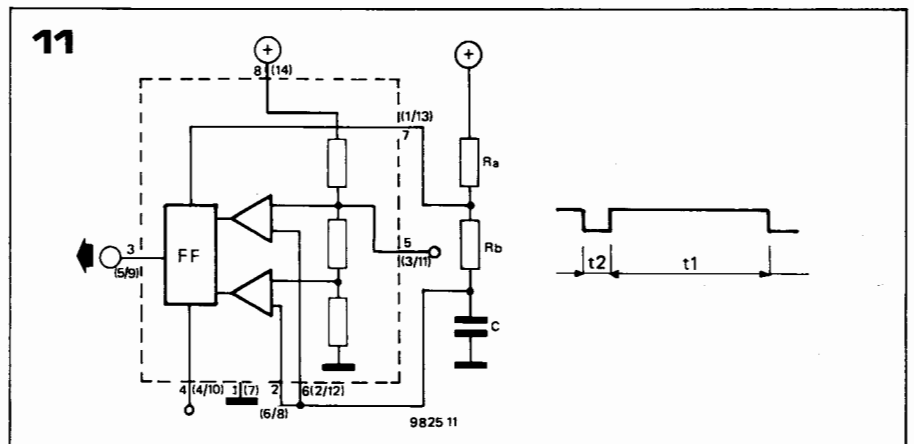 11
+
+
8 (14)
(1/13)
7
Ra
FF
3
(5/9)
5
(3/11)
Rb
t2
t1
C
4 (4/10) 1 (7) 2 6 (2/12)
(6/8)
9825 11